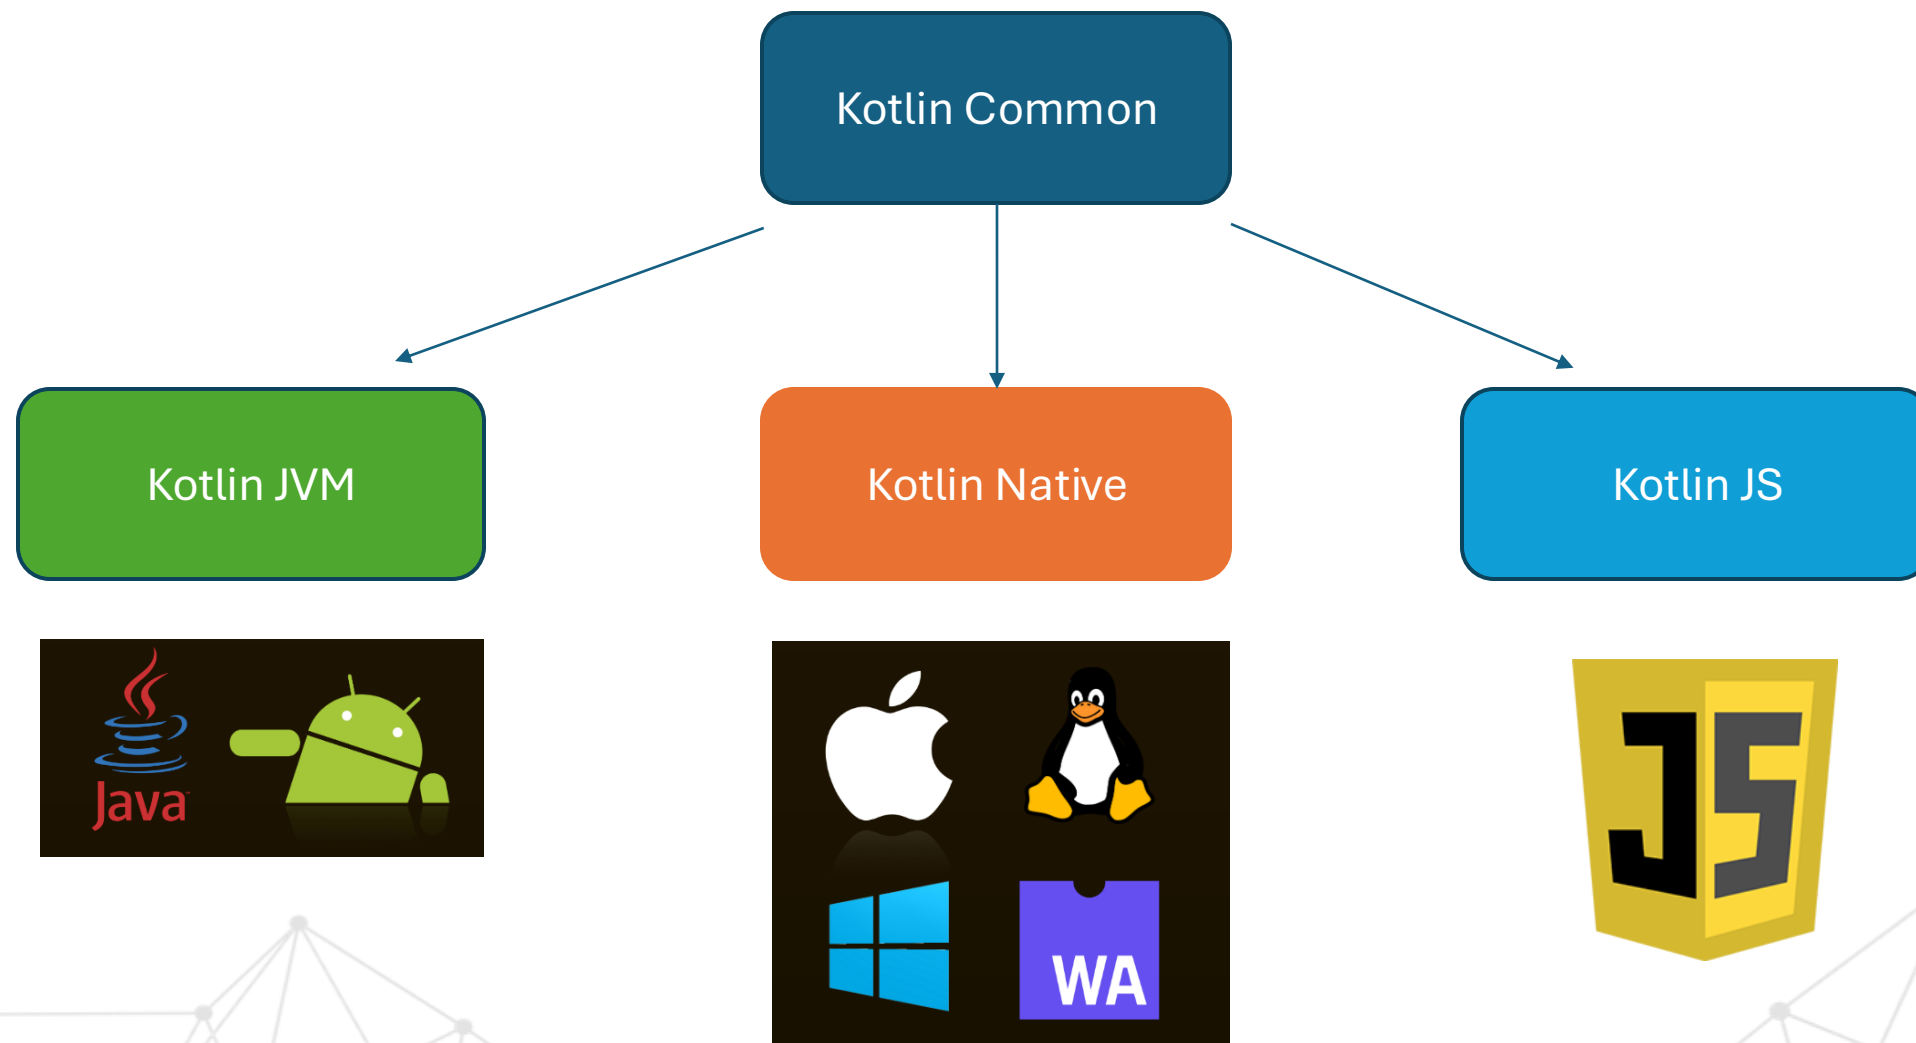 Kotlin Common
Kotlin JVM
Kotlin Native
Kotlin JS
Java
WA
JS